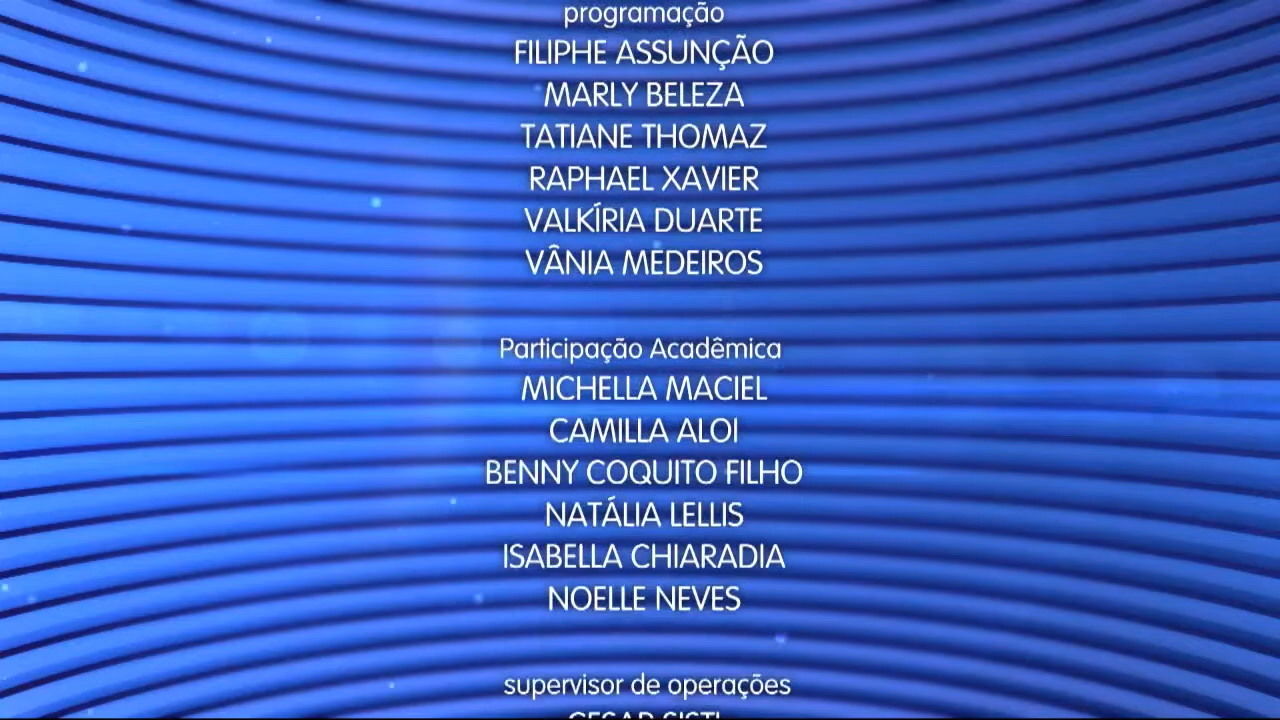 programação
FILIPHE ASSUNÇÃO
MARLY BELEZA
TATIANE THOMAZ
RAPHAEL XAVIER
VALKÍRIA DUARTE
VÂNIA MEDEIROS
Participação Acadêmica
MICHELLA MACIEL
CAMILLA ALOI
BENNY COQUITO FILHO
NATÁLIA LELLIS
ISABELLA CHIARADIA
NOELLE NEVES
supervisor de operações